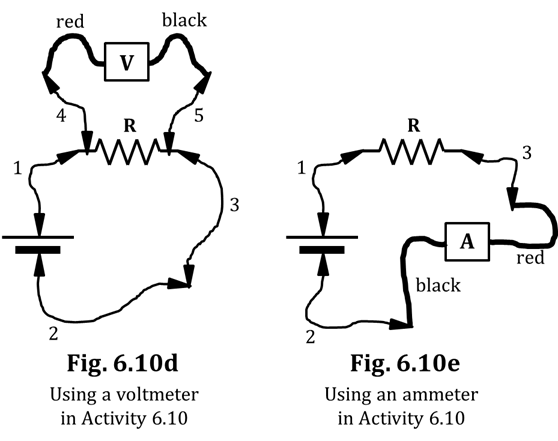 red
black
V
4
5
R
1
3
2
Fig. 6.10d
Using a voltmeter
in Activity 6.10
R
1
3
A
red
black
2
Fig. 6.10e
Using an ammeter
in Activity 6.10